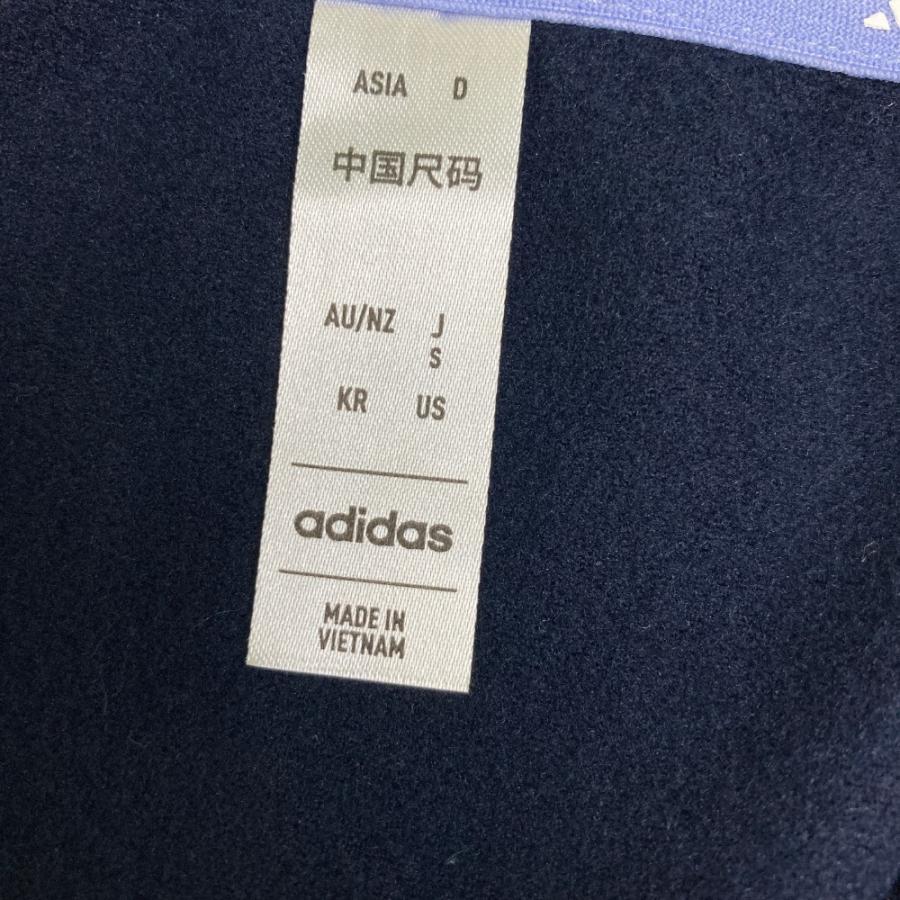 ASIA D
中国尺码
AU/NZ J
S
KR US
adidas
MADE IN
VIETNAM